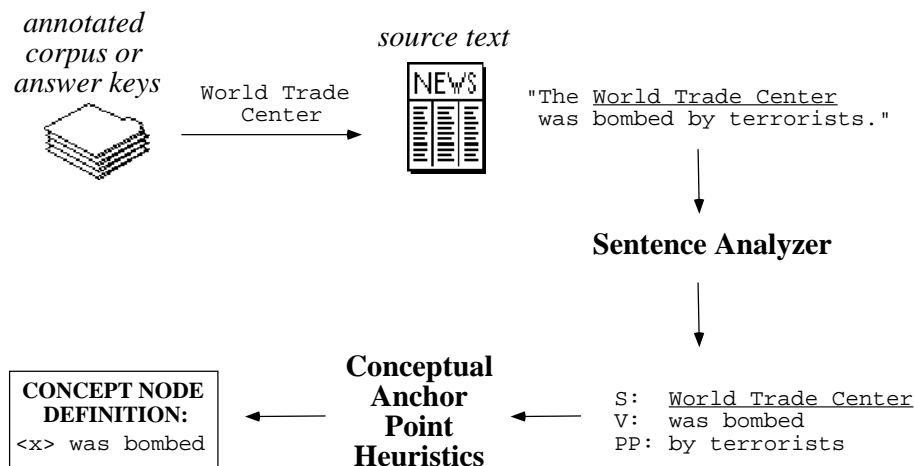 annotated
corpus or
answer keys
World Trade
Center
source text
NEWS
"The World Trade Center
was bombed by terrorists."
Sentence Analyzer
S: World Trade Center
V: was bombed
PP: by terrorists
Conceptual
Anchor
Point
Heuristics
CONCEPT NODE
DEFINITION:
<x> was bombed